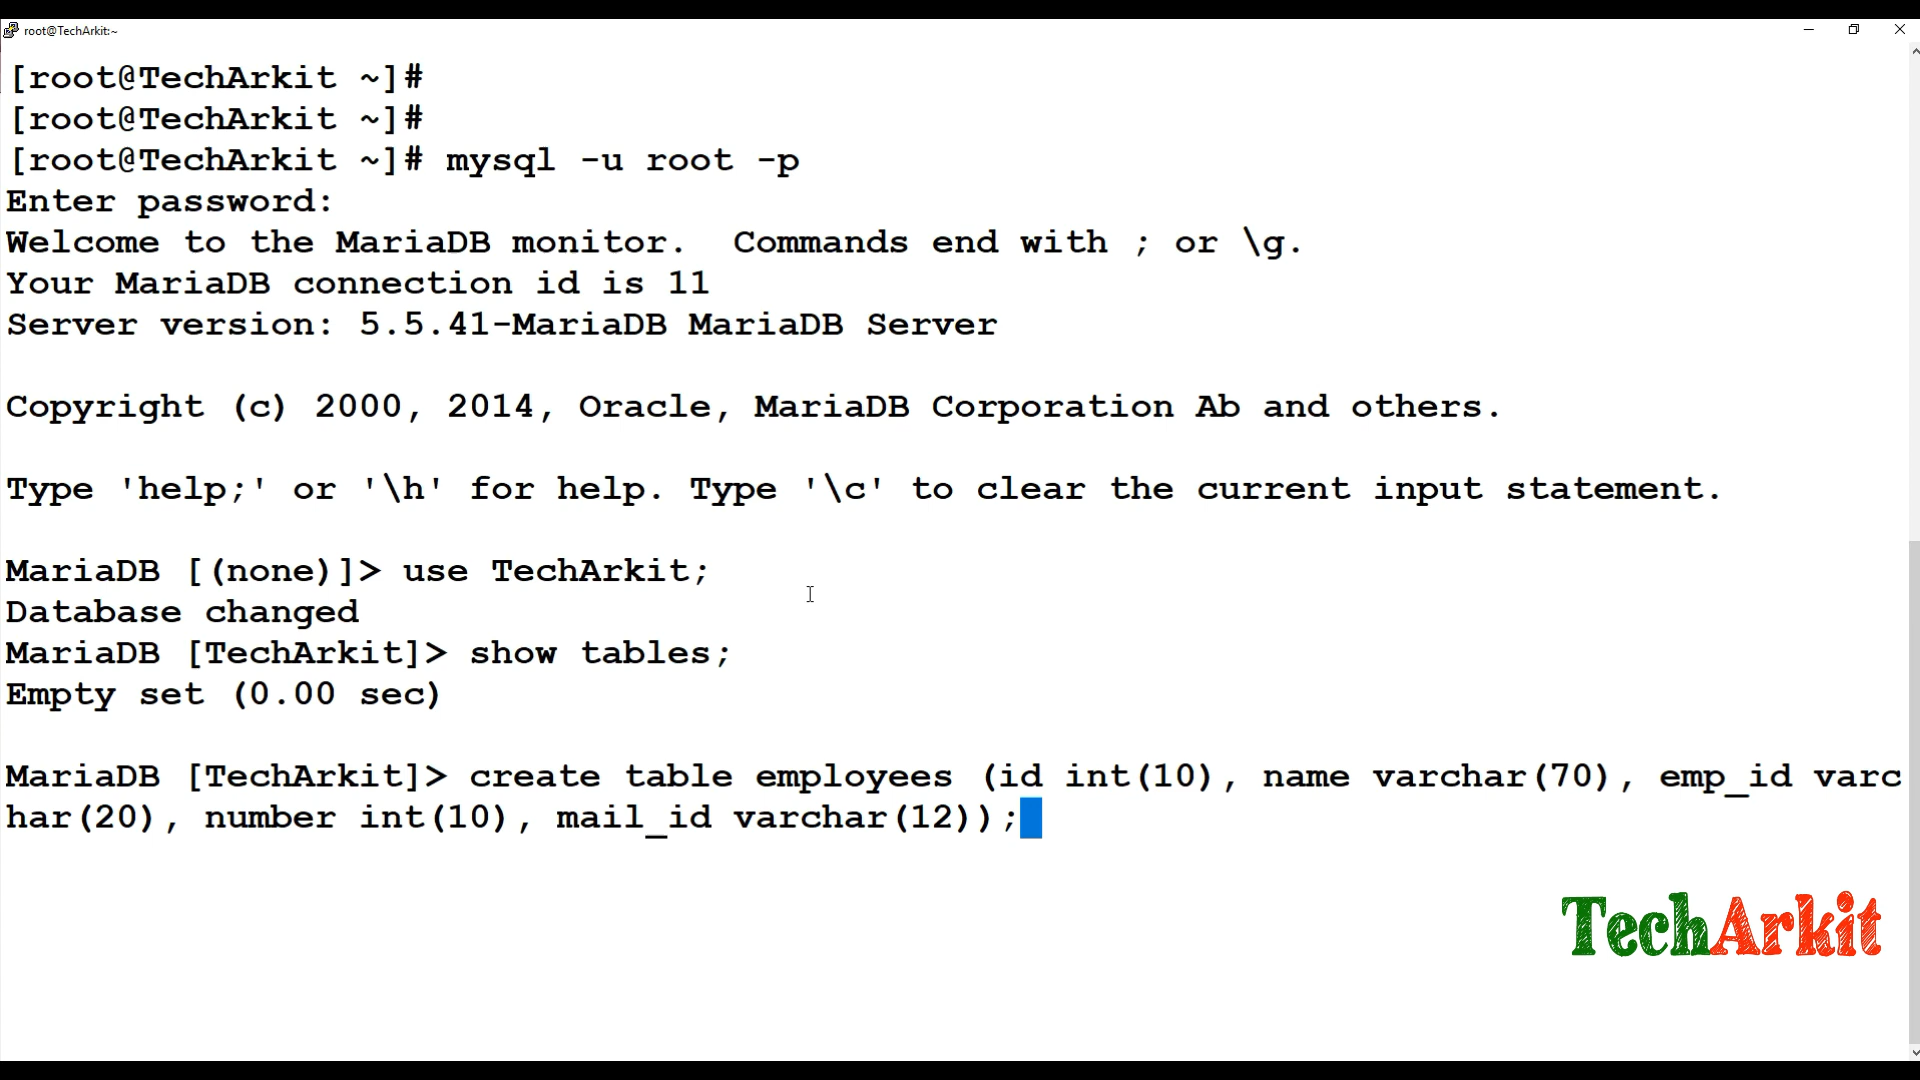 root@TechArkit:~
[root@TechArkit ~]#
[root@TechArkit ~]#
[root@TechArkit ~]# mysql -u root -p
Enter password:
Welcome to the MariaDB monitor.  Commands end with ; or \g.
Your MariaDB connection id is 11
Server version: 5.5.41-MariaDB MariaDB Server
Copyright (c) 2000, 2014, Oracle, MariaDB Corporation Ab and others.
Type 'help;' or '\h' for help. Type '\c' to clear the current input statement.
MariaDB [(none)]> use TechArkit;
Database changed
MariaDB [TechArkit]> show tables;
Empty set (0.00 sec)
MariaDB [TechArkit]> create table employees (id int(10), name varchar(70), emp_id varc
har(20), number int(10), mail_id varchar(12));
TechArkit